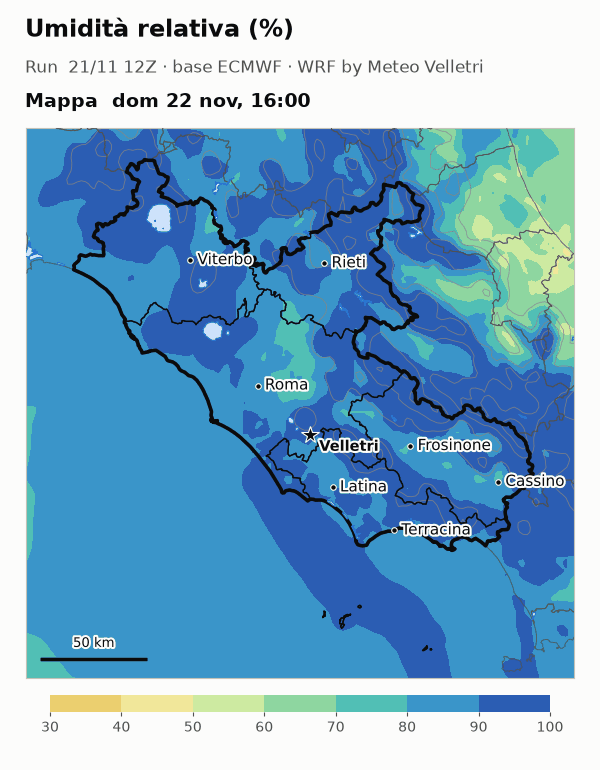 Umidità relativa (%)
Run  21/11 12Z · base ECMWF · WRF by Meteo Velletri
Mappa  dom 22 nov, 16:00
Viterbo
Rieti
Roma
Velletri
Frosinone
Latina
Cassino
Terracina
50 km
30 40 50 60 70 80 90 100